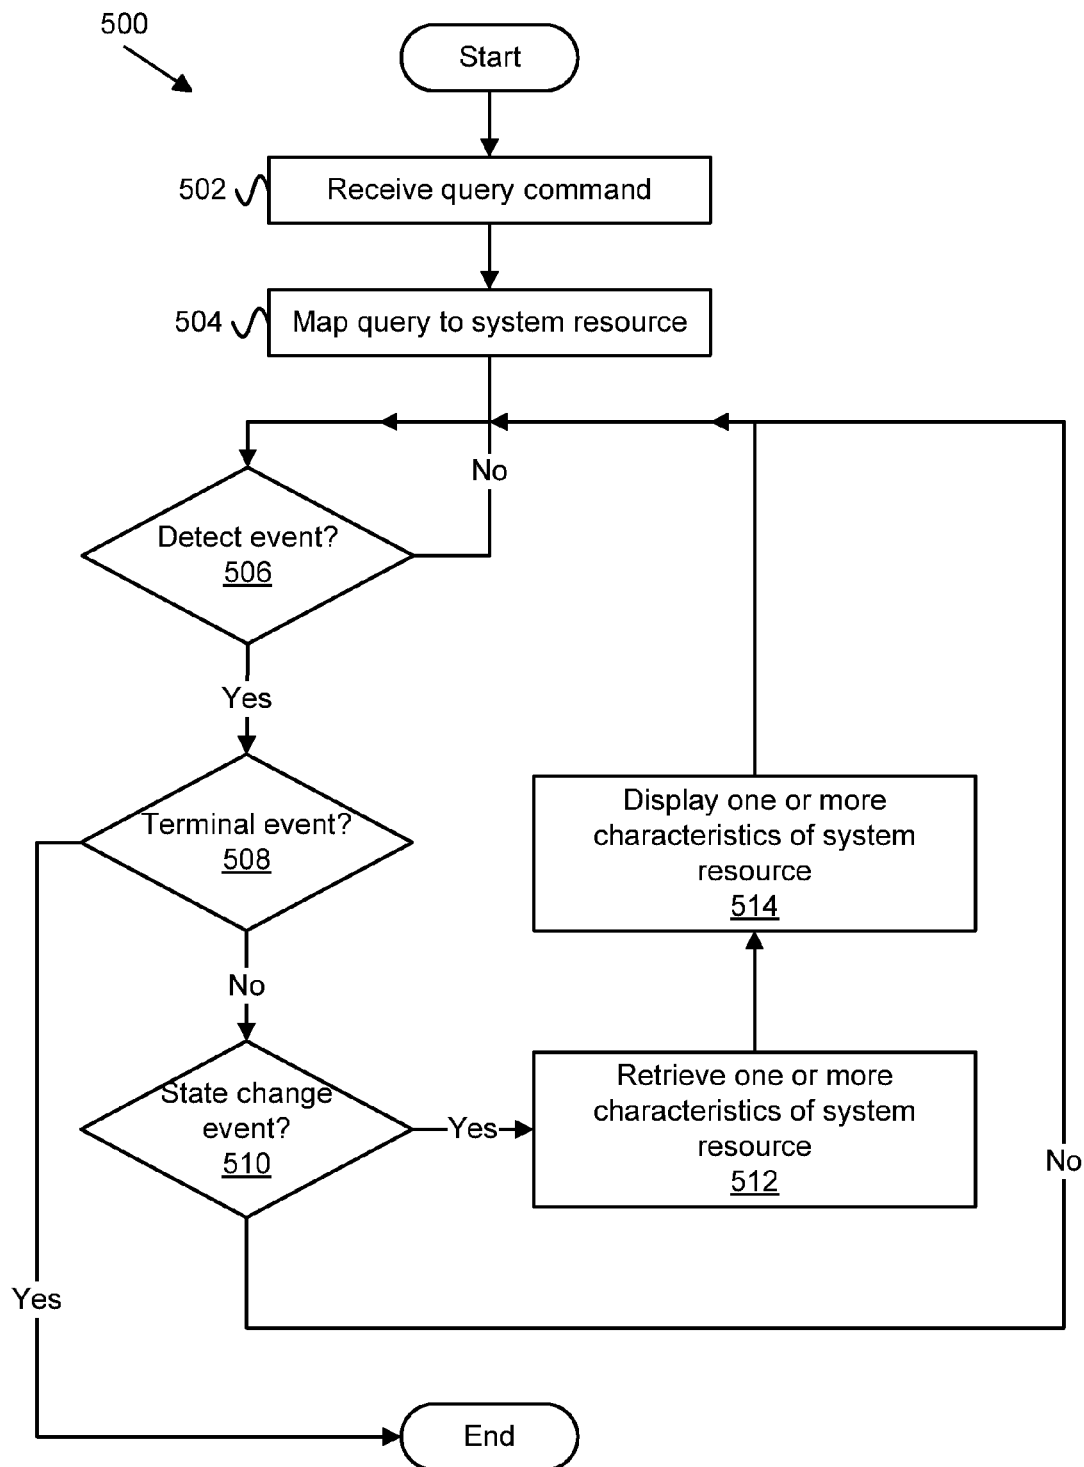 500
Start
502
Receive query command
504
Map query to system resource
No
Detect event?
506
Yes
Terminal event?
508
Display one or more
characteristics of system
resource
514
No
State change
event?
510
Yes
Retrieve one or more
characteristics of system
resource
512
No
Yes
End